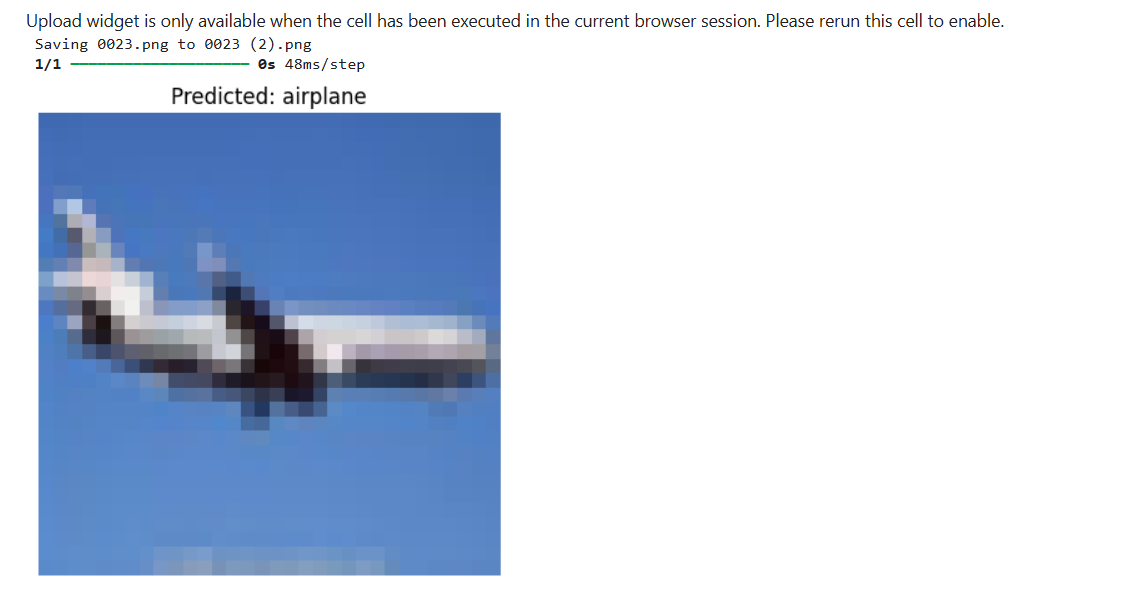 Upload widget is only available when the cell has been executed in the current browser session. Please rerun this cell to enable.
Saving 0023.png to 0023 (2).png
1/1 0s 48ms/step
Predicted: airplane